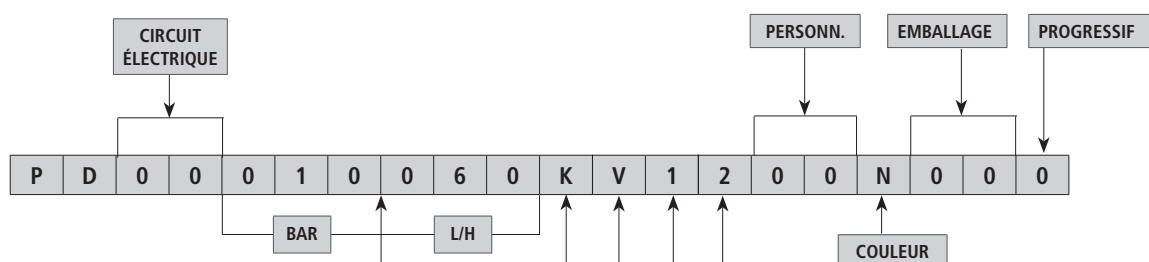 CIRCUIT
ÉLECTRIQUE
PERSONN.
EMBALLAGE
PROGRESSIF
P D 0 0 0 1 0 0 6 0 K V 1 2 0 0 N 0 0 0
BAR
L/H
COULEUR